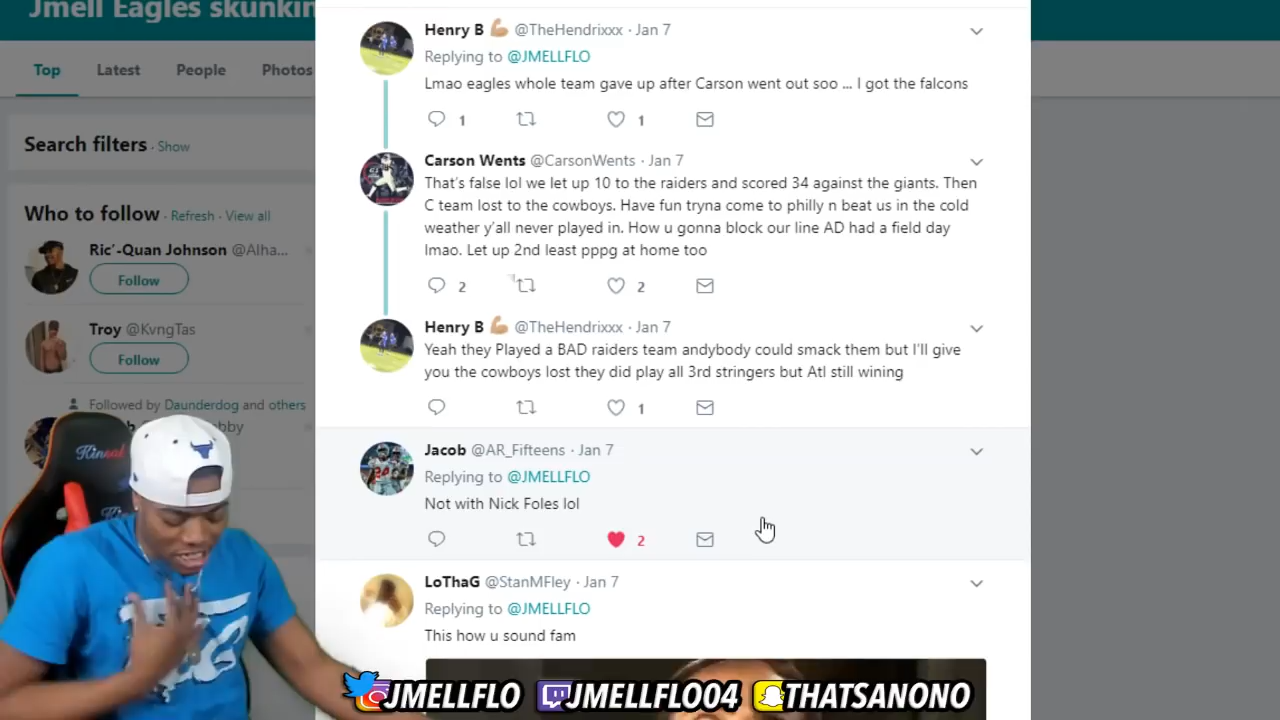 Jmell Eagles skunkin
Top
Latest
People
Photos
Search filters · Show
Who to follow · Refresh · View all
Ric’-Quan Johnson @Alha...
Follow
Troy @KvngTas
Follow
Followed by Daunderdog and others
Henry B 💪🏼 @TheHendrixxx · Jan 7
Replying to @JMELLFLO
Lmao eagles whole team gave up after Carson went out soo ... I got the falcons
1
1
Carson Wents @CarsonWents · Jan 7
That’s false lol we let up 10 to the raiders and scored 34 against the giants. Then
C team lost to the cowboys. Have fun tryna come to philly n beat us in the cold
weather y’all never played in. How u gonna block our line AD had a field day
lmao. Let up 2nd least pppg at home too
2
2
Henry B 💪🏼 @TheHendrixxx · Jan 7
Yeah they Played a BAD raiders team andybody could smack them but I’ll give
you the cowboys lost they did play all 3rd stringers but Atl still wining
1
Jacob @AR_Fifteens · Jan 7
Replying to @JMELLFLO
Not with Nick Foles lol
2
LoThaG @StanMFley · Jan 7
Replying to @JMELLFLO
This how u sound fam
JMELLFLO
JMELLFLO04
THATSANONO